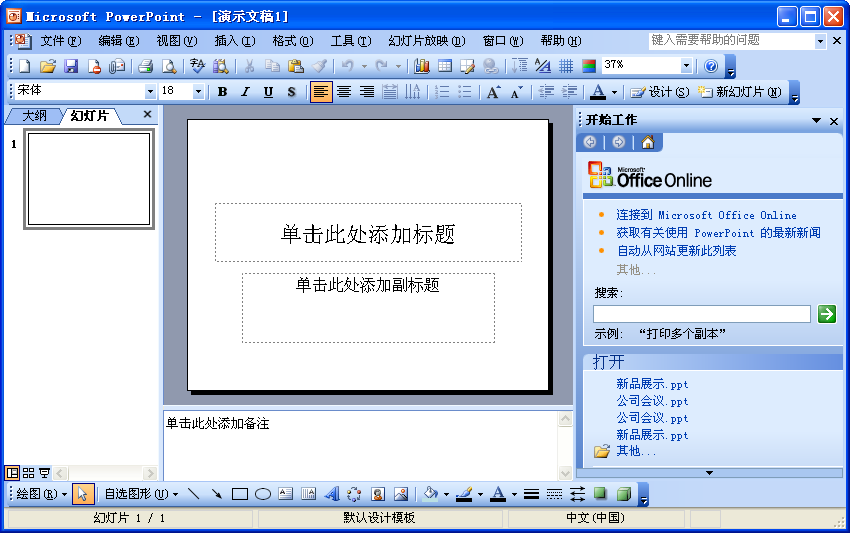 Microsoft PowerPoint - [演示文稿1]
文件(F) 编辑(E) 视图(V) 插入(I) 格式(O) 工具(T) 幻灯片放映(D) 窗口(W) 帮助(H) 键入需要帮助的问题
37%
宋体 18 B I U S A A A 设计(S) 新幻灯片(N)
大纲 幻灯片
1
单击此处添加标题
单击此处添加副标题
单击此处添加备注
开始工作
Microsoft
Office Online
连接到 Microsoft Office Online
获取有关使用 PowerPoint 的最新新闻
自动从网站更新此列表
其他...
搜索:
示例: “打印多个副本”
打开
新品展示.ppt
公司会议.ppt
公司会议.ppt
新品展示.ppt
其他...
绘图(R) 自选图形(U) A
幻灯片 1 / 1 默认设计模板 中文(中国)